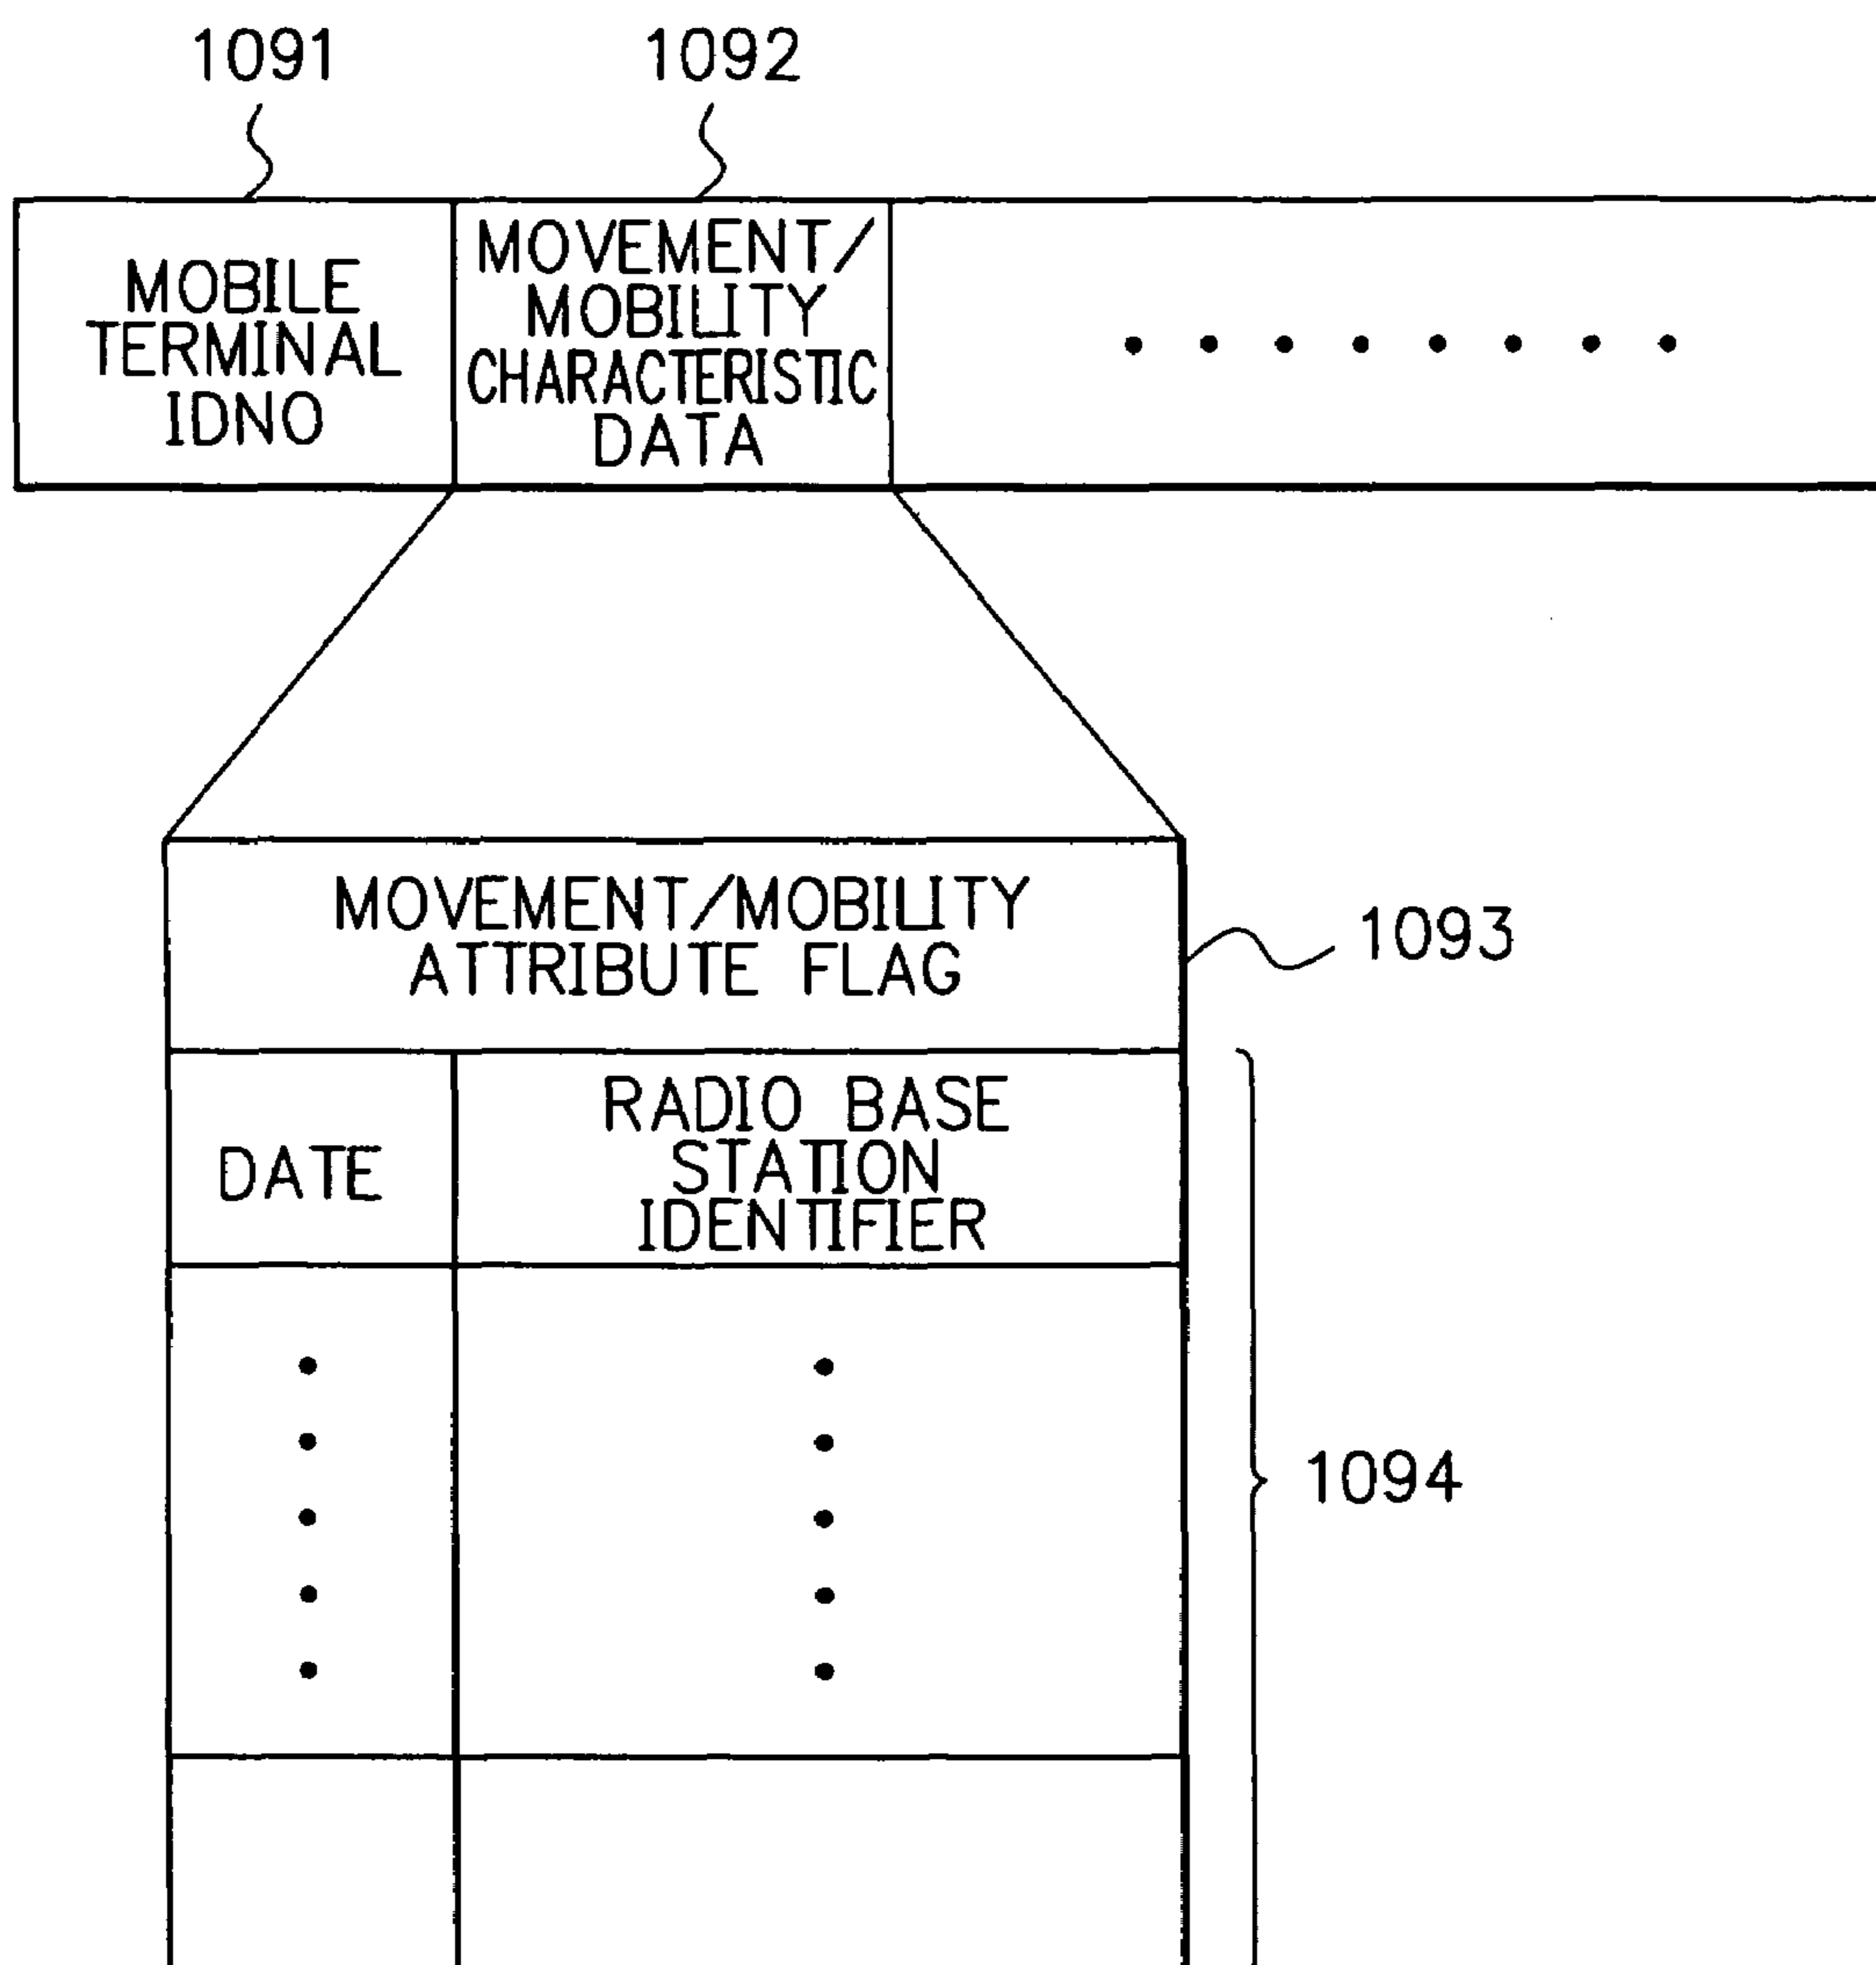 1091
1092
MOBILE
TERMINAL
IDNO
MOVEMENT/
MOBILITY
CHARACTERISTIC
DATA
MOVEMENT/MOBILITY
ATTRIBUTE FLAG
1093
DATE
RADIO BASE
STATION
IDENTIFIER
1094